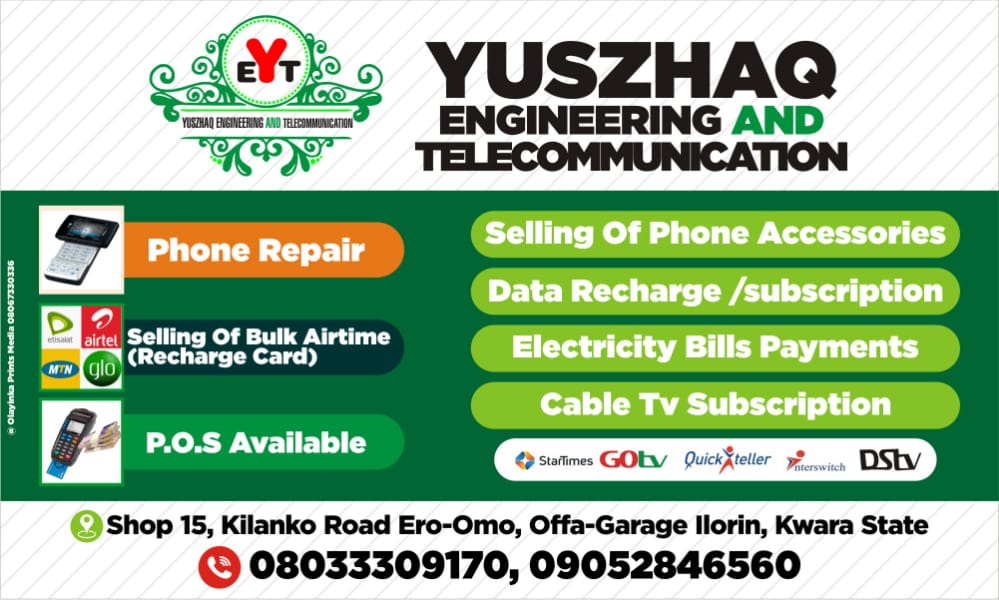 EYT
YUSZHAQ ENGINEERING AND TELECOMMUNICATION
YUSZHAQ
ENGINEERING AND
TELECOMMUNICATION
Phone Repair
etisalat
airtel
MTN
glo
Selling Of Bulk Airtime
(Recharge Card)
P.O.S Available
Selling Of Phone Accessories
Data Recharge /subscription
Electricity Bills Payments
Cable Tv Subscription
StarTimes GOtv Quickteller interswitch DStv
© Olayinka Prints Media 08067330336
Shop 15, Kilanko Road Ero-Omo, Offa-Garage Ilorin, Kwara State
08033309170, 09052846560